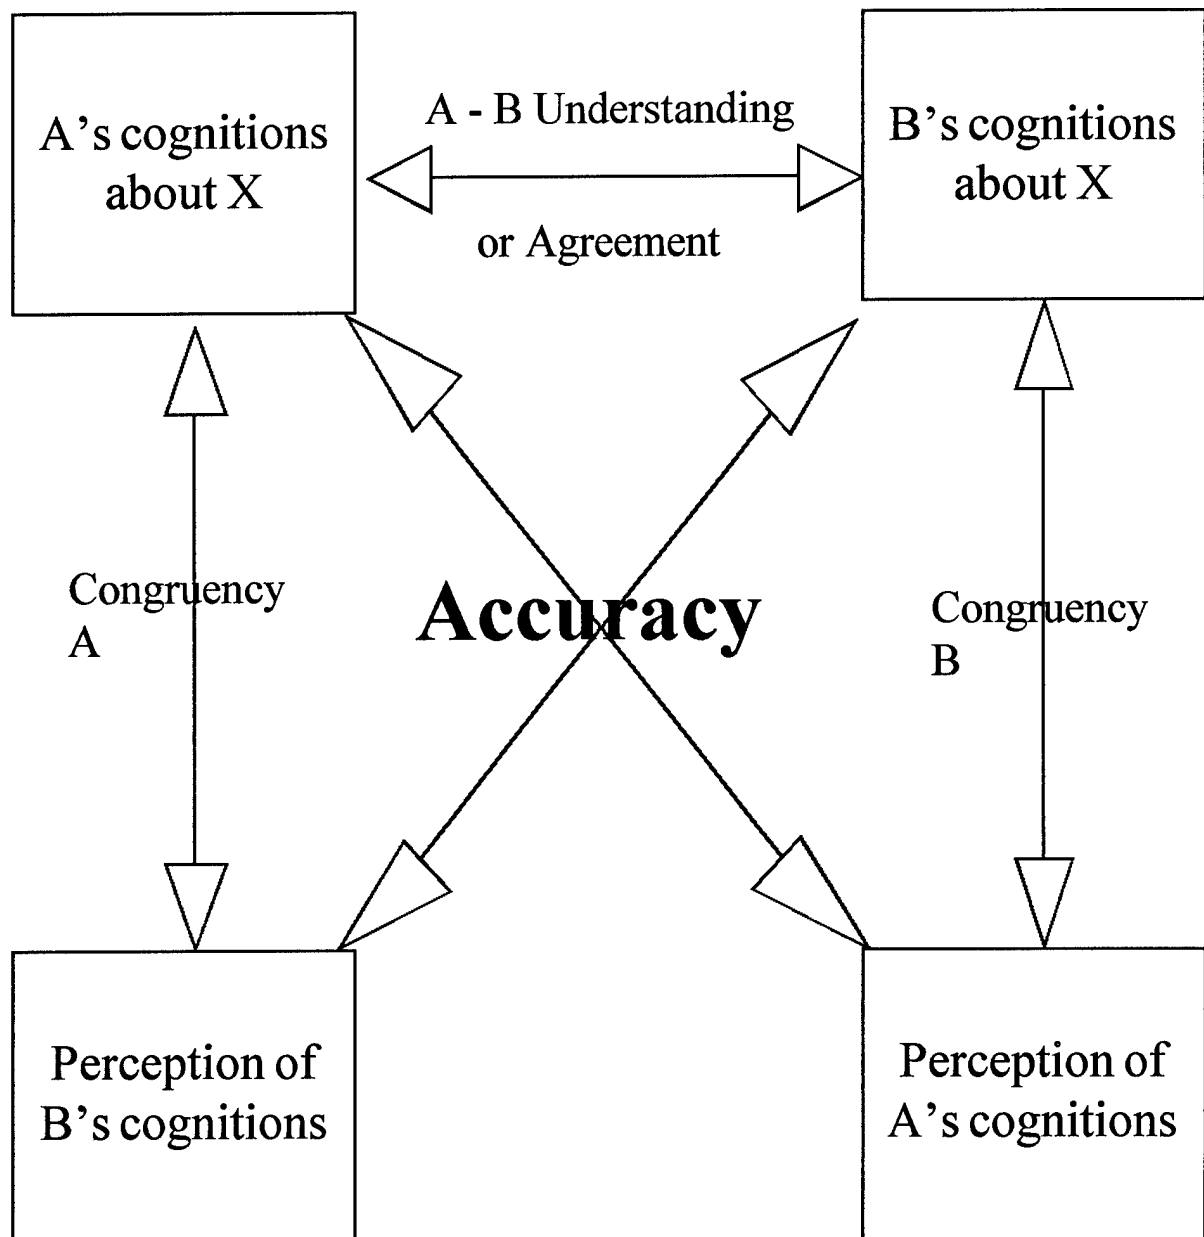 A's cognitions
about X
A - B Understanding
or Agreement
B's cognitions
about X
Congruency
A
Accuracy
Congruency
B
Perception of
B's cognitions
Perception of
A's cognitions